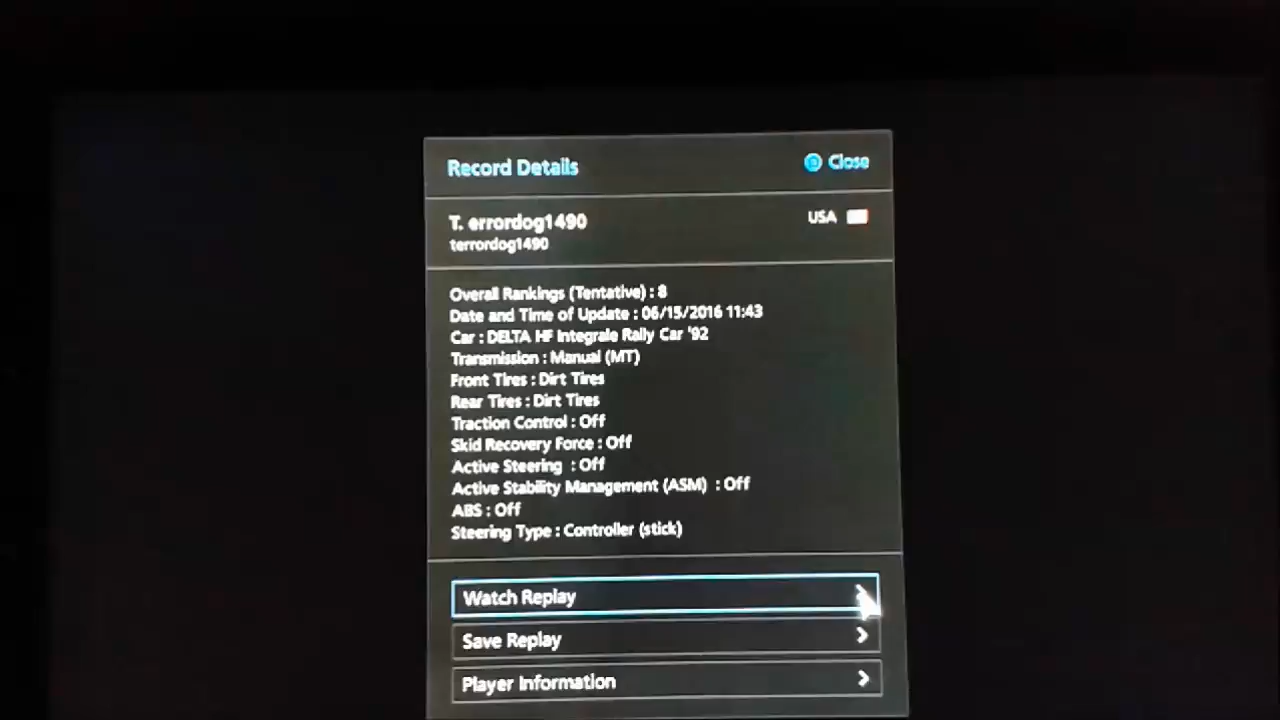 Record Details
Close
T. errordog1490
USA
terrordog1490
Overall Rankings (Tentative) : 8
Date and Time of Update : 06/15/2016 11:43
Car : DELTA HF Integrale Rally Car '92
Transmission : Manual (MT)
Front Tires : Dirt Tires
Rear Tires : Dirt Tires
Traction Control : Off
Skid Recovery Force : Off
Active Steering : Off
Active Stability Management (ASM) : Off
ABS : Off
Steering Type : Controller (stick)
Watch Replay
Save Replay
Player Information